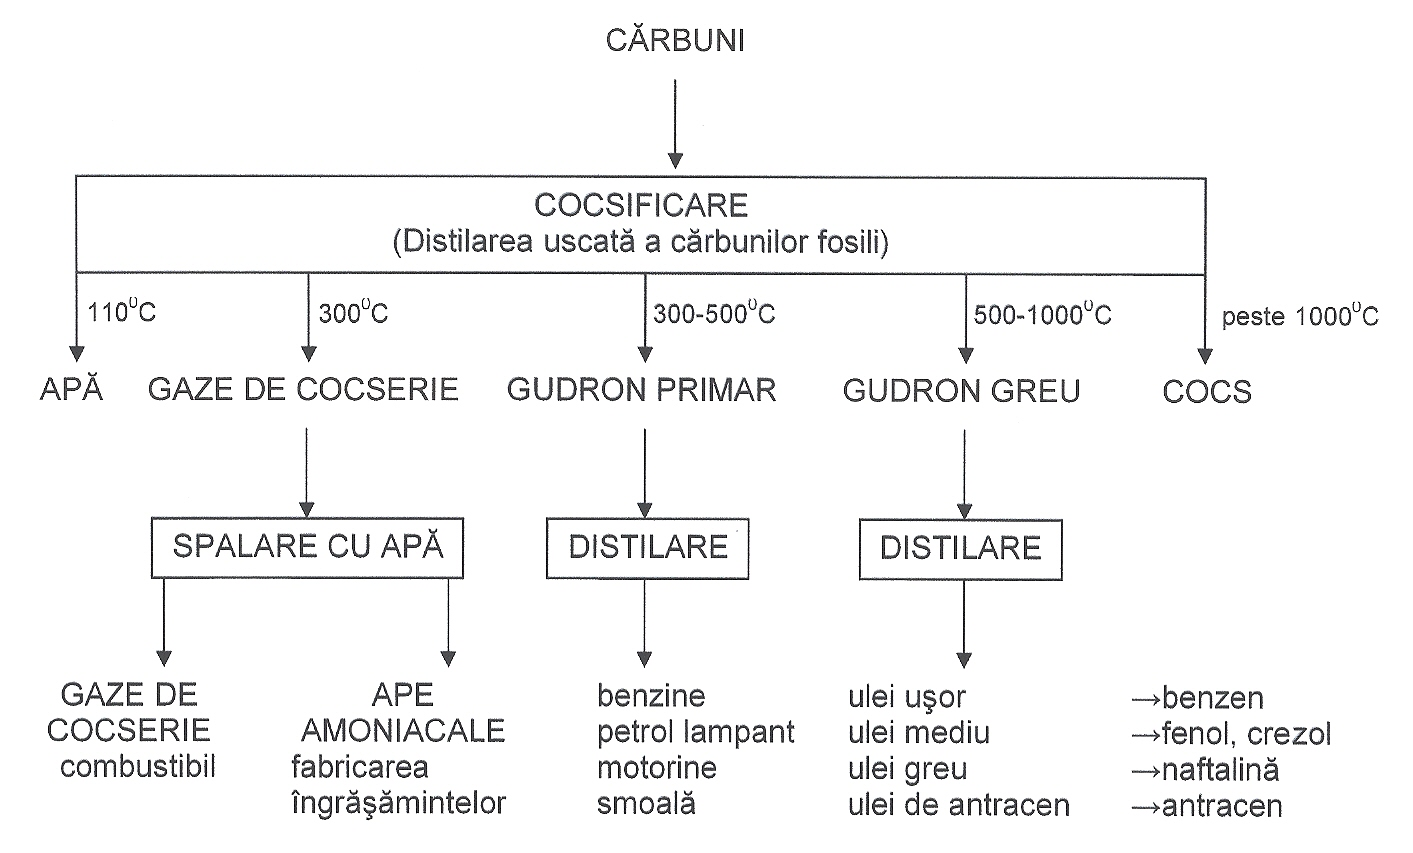 CĂRBUNI
COCSIFICARE
(Distilarea uscată a cărbunilor fosili)
110⁰C
300⁰C
300-500⁰C
500-1000⁰C
peste 1000⁰C
APĂ
GAZE DE COCSERIE
GUDRON PRIMAR
GUDRON GREU
COCS
SPALARE CU APĂ
DISTILARE
DISTILARE
GAZE DE
COCSERIE
combustibil
APE
AMONIACALE
fabricarea
îngrăşămintelor
benzine
petrol lampant
motorine
smoală
ulei uşor →benzen
ulei mediu →fenol, crezol
ulei greu →naftalină
ulei de antracen →antracen